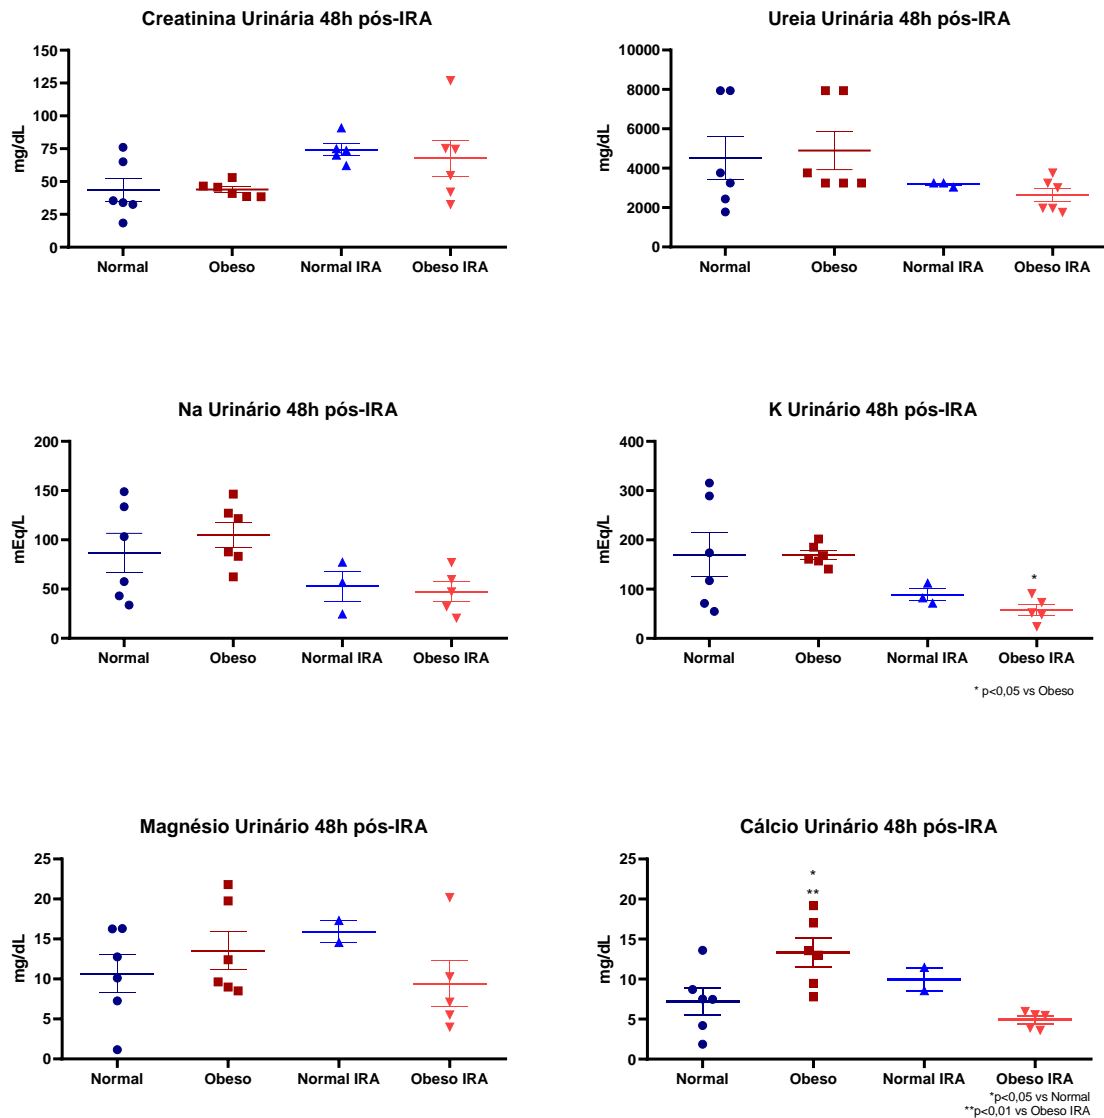 Creatinina Urinária 48h pós-IRA
150
125
100
75
50
25
0
mg/dL
Normal
Obeso
Normal IRA
Obeso IRA
Ureia Urinária 48h pós-IRA
10000
8000
6000
4000
2000
0
mg/dL
Normal
Obeso
Normal IRA
Obeso IRA
Na Urinário 48h pós-IRA
200
150
100
50
0
mEq/L
Normal
Obeso
Normal IRA
Obeso IRA
K Urinário 48h pós-IRA
400
300
200
100
0
mEq/L
*
Normal
Obeso
Normal IRA
Obeso IRA
* p<0,05 vs Obeso
Magnésio Urinário 48h pós-IRA
25
20
15
10
5
0
mg/dL
Normal
Obeso
Normal IRA
Obeso IRA
Cálcio Urinário 48h pós-IRA
25
20
15
10
5
0
mg/dL
*
**
Normal
Obeso
Normal IRA
Obeso IRA
*p<0,05 vs Normal
**p<0,01 vs Obeso IRA